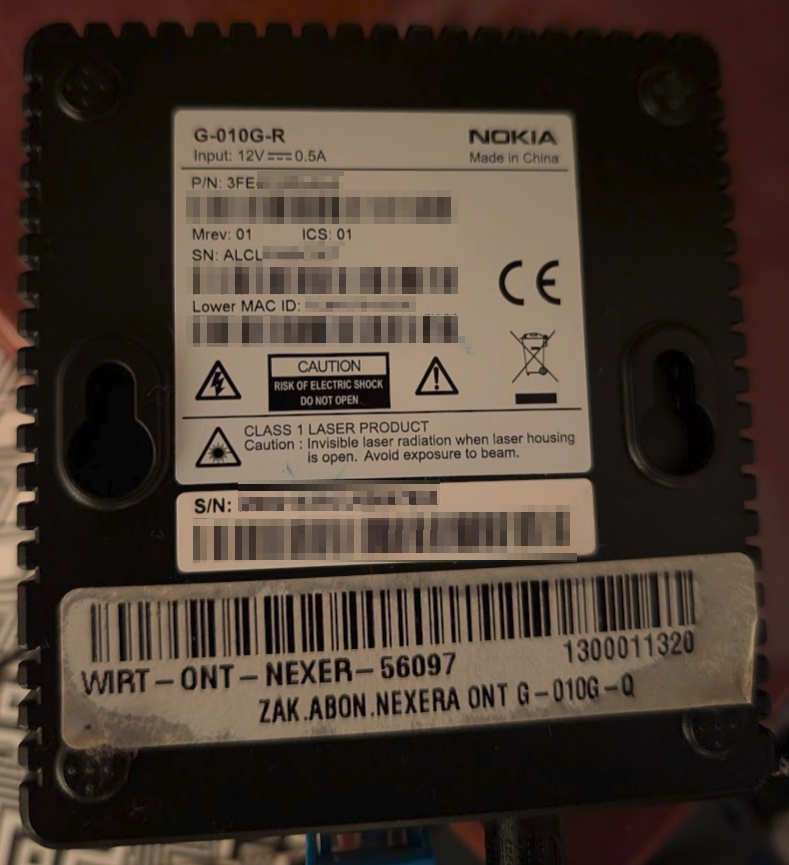 G-010G-R
NOKIA
Input: 12V⎓0.5A
Made in China
P/N: 3FE
Mrev: 01 ICS: 01
SN: ALCL
Lower MAC ID:
CE
CAUTION
RISK OF ELECTRIC SHOCK
DO NOT OPEN
CLASS 1 LASER PRODUCT
Caution : Invisible laser radiation when laser housing
is open. Avoid exposure to beam.
S/N:
WIRT-ONT-NEXER-56097
1300011320
ZAK.ABON.NEXERA ONT G-010G-Q